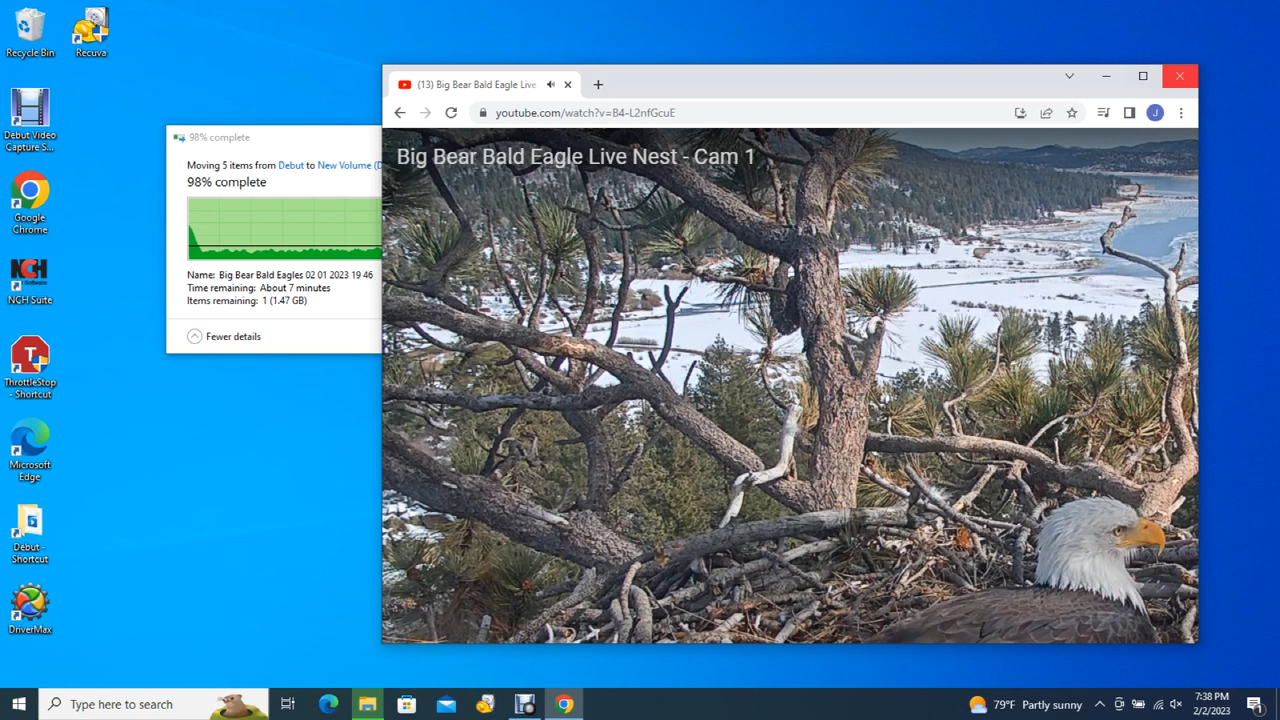 Recycle Bin
Recuva
Debut Video
Capture S...
Google
Chrome
NCH
NCH Suite
T
ThrottleStop
- Shortcut
Microsoft
Edge
Debut -
Shortcut
DriverMax
98% complete
Moving 5 items from Debut to New Volume (D
98% complete
Name: Big Bear Bald Eagles 02 01 2023 19 46
Time remaining: About 7 minutes
Items remaining: 1 (1.47 GB)
Fewer details
(13) Big Bear Bald Eagle Live
youtube.com/watch?v=B4-L2nfGcuE
J
Big Bear Bald Eagle Live Nest - Cam 1
Type here to search
79°F Partly sunny
7:38 PM
2/2/2023
1